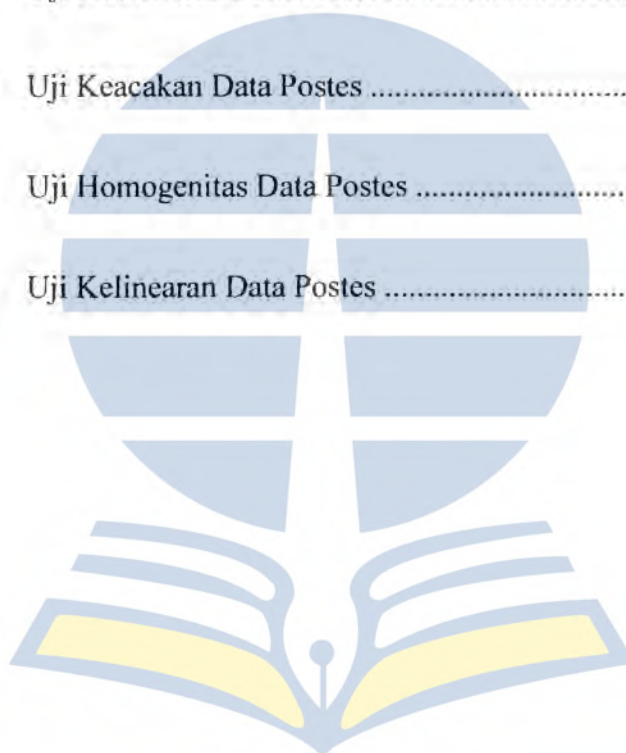 Uji Keacakan Data Postes ................................
Uji Homogenitas Data Postes ..........................
Uji Kelinearan Data Postes ..............................